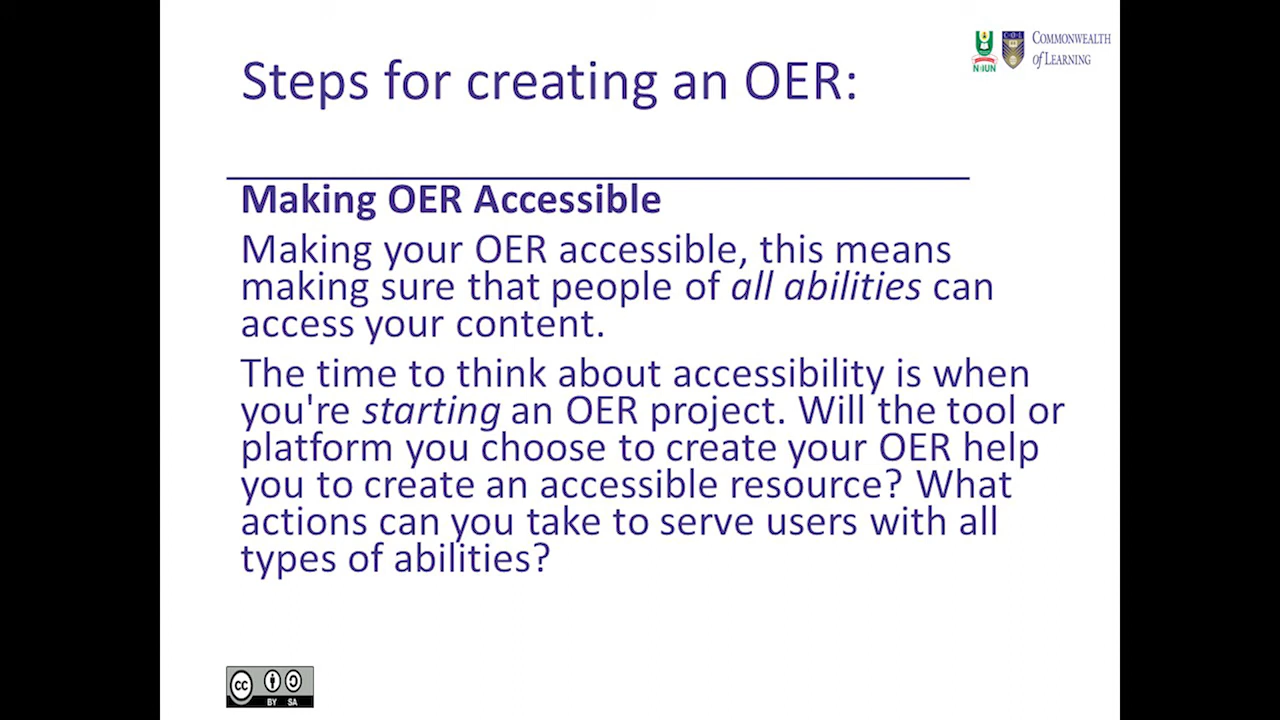 Steps for creating an OER:
NOUN
C·O·L
COMMONWEALTH
of LEARNING
Making OER Accessible
Making your OER accessible, this means
making sure that people of all abilities can
access your content.
The time to think about accessibility is when
you're starting an OER project. Will the tool or
platform you choose to create your OER help
you to create an accessible resource? What
actions can you take to serve users with all
types of abilities?
cc
BY SA